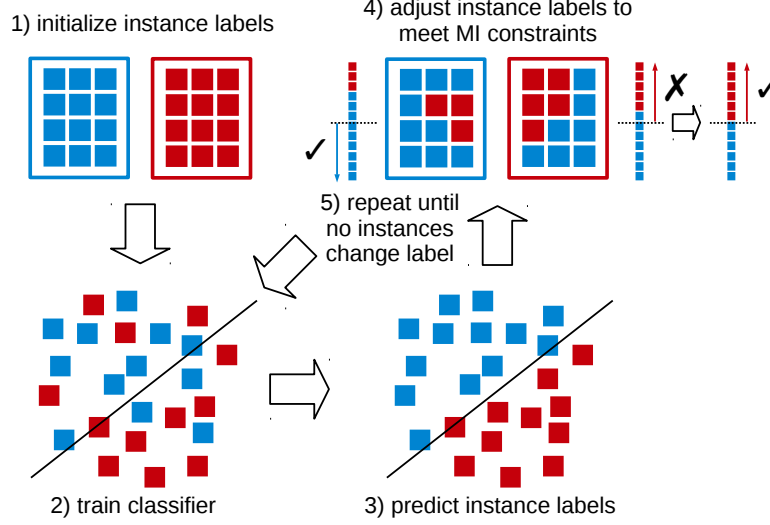 1) initialize instance labels
4) adjust instance labels to
meet MI constraints
5) repeat until
no instances
change label
2) train classifier
3) predict instance labels